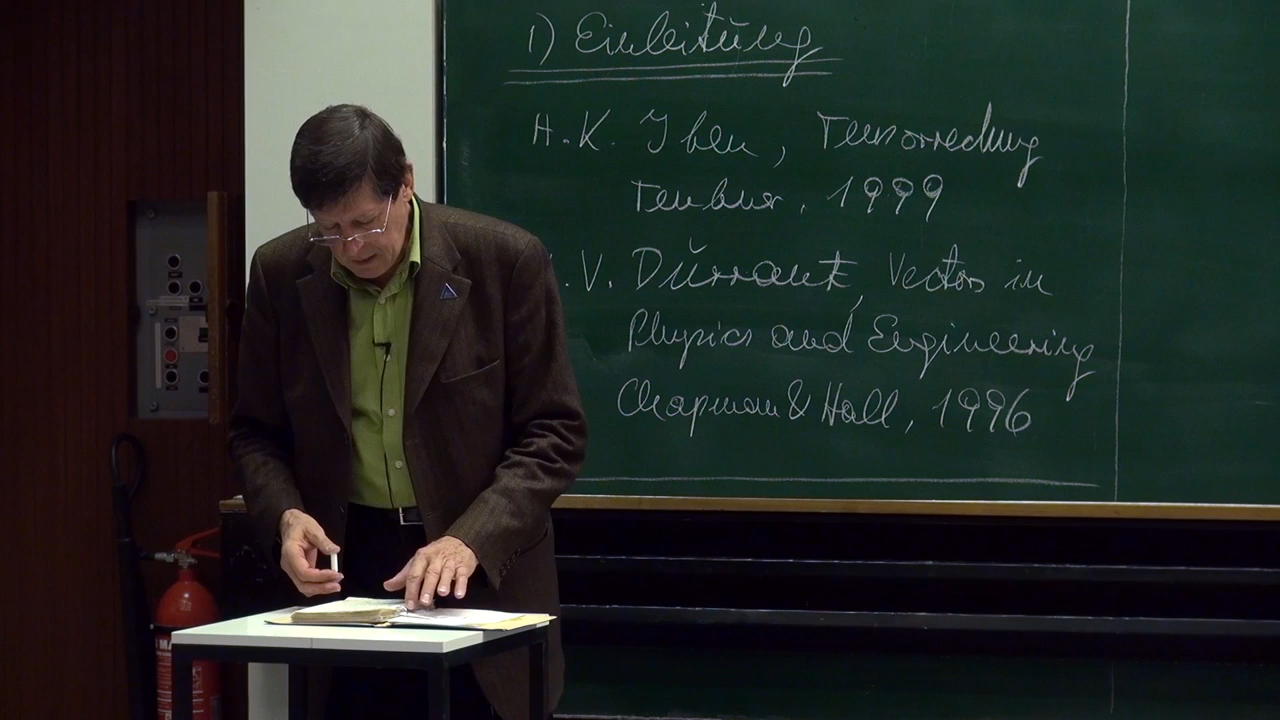 1) Einleitung
H.K. Iben, Tensorrechnung
Teubner, 1999
.V. Durrant, Vectors in
Physics and Engineering
Chapman & Hall, 1996